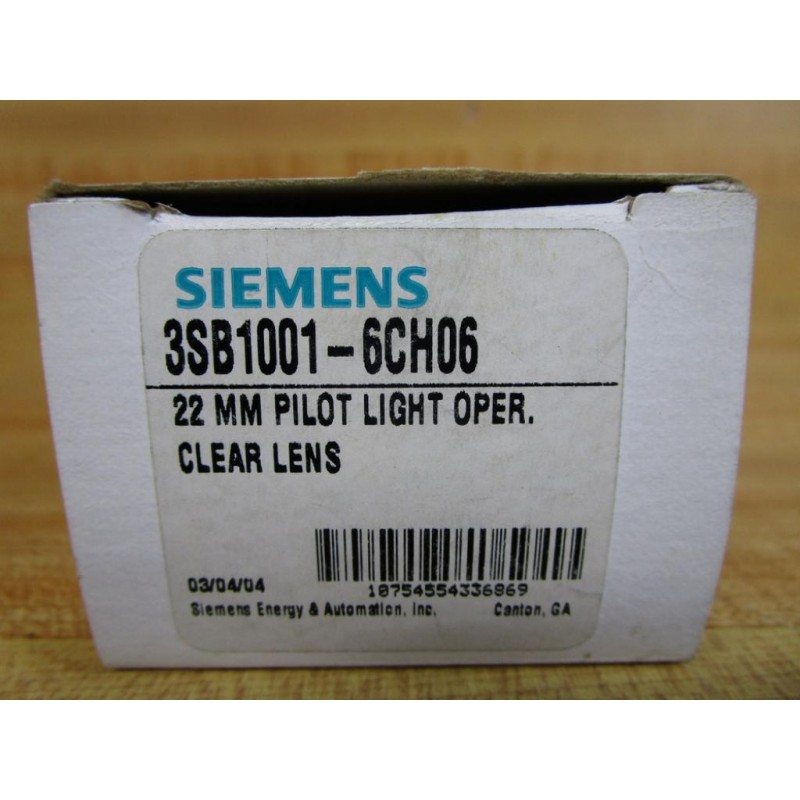 SIEMENS
3SB1001-6CH06
22 MM PILOT LIGHT OPER.
CLEAR LENS
03/04/04
10754554336869
Siemens Energy & Automation, Inc. Canton, GA